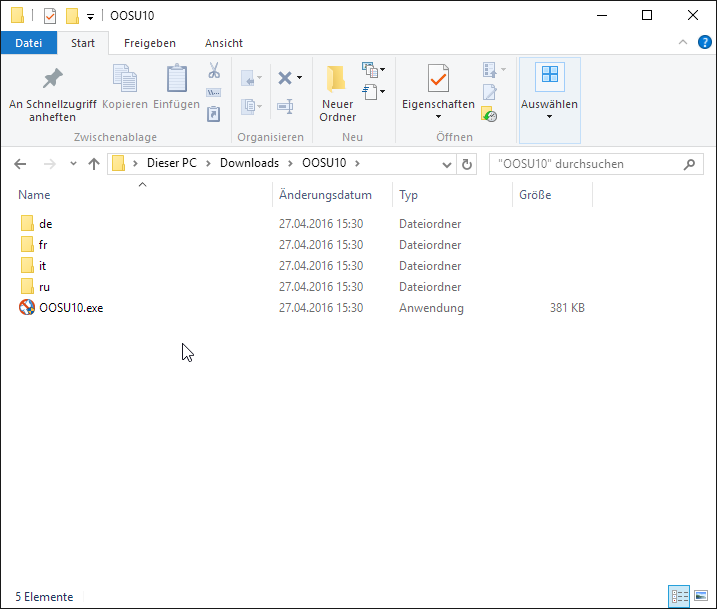 OOSU10
Datei Start Freigeben Ansicht
An Schnellzugriff anheften Kopieren Einfügen Neuer Ordner Eigenschaften Auswählen
Zwischenablage Organisieren Neu Öffnen
Dieser PC Downloads OOSU10 "OOSU10" durchsuchen
Name Änderungsdatum Typ Größe
de 27.04.2016 15:30 Dateiordner
fr 27.04.2016 15:30 Dateiordner
it 27.04.2016 15:30 Dateiordner
ru 27.04.2016 15:30 Dateiordner
OOSU10.exe 27.04.2016 15:30 Anwendung 381 KB
5 Elemente